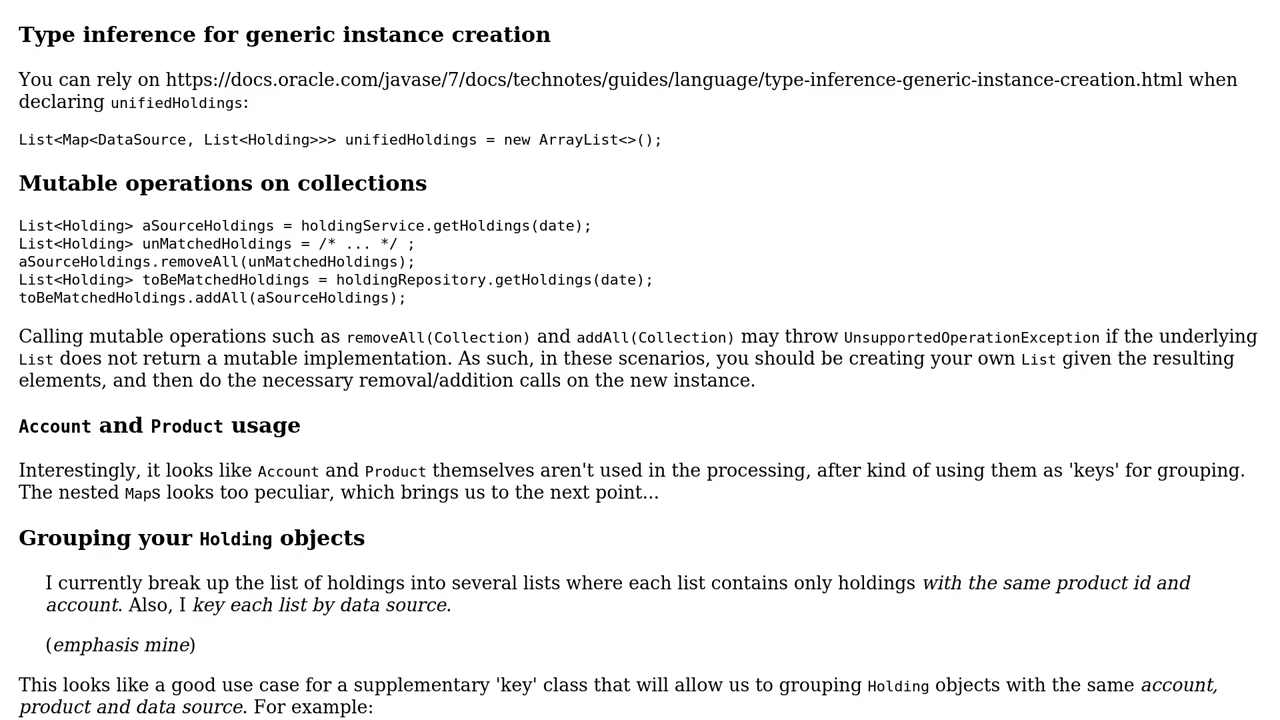 Type inference for generic instance creation
You can rely on https://docs.oracle.com/javase/7/docs/technotes/guides/language/type-inference-generic-instance-creation.html when
declaring unifiedHoldings:
List<Map<DataSource, List<Holding>>> unifiedHoldings = new ArrayList<>();
Mutable operations on collections
List<Holding> aSourceHoldings = holdingService.getHoldings(date);
List<Holding> unMatchedHoldings = /* ... */ ;
aSourceHoldings.removeAll(unMatchedHoldings);
List<Holding> toBeMatchedHoldings = holdingRepository.getHoldings(date);
toBeMatchedHoldings.addAll(aSourceHoldings);
Calling mutable operations such as removeAll(Collection) and addAll(Collection) may throw UnsupportedOperationException if the underlying
List does not return a mutable implementation. As such, in these scenarios, you should be creating your own List given the resulting
elements, and then do the necessary removal/addition calls on the new instance.
Account and Product usage
Interestingly, it looks like Account and Product themselves aren't used in the processing, after kind of using them as 'keys' for grouping.
The nested Maps looks too peculiar, which brings us to the next point...
Grouping your Holding objects
I currently break up the list of holdings into several lists where each list contains only holdings with the same product id and
account. Also, I key each list by data source.
(emphasis mine)
This looks like a good use case for a supplementary 'key' class that will allow us to grouping Holding objects with the same account,
product and data source. For example: